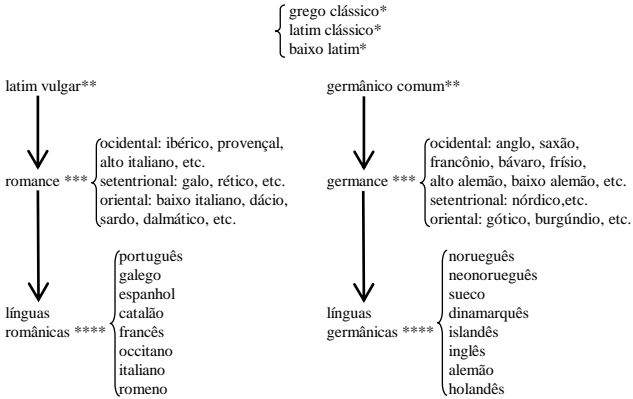 grego clássico*
latim clássico*
baixo latim*
latim vulgar**
romance ***
ocidental: ibérico, provençal,
alto italiano, etc.
setentrional: galo, rético, etc.
oriental: baixo italiano, dácio,
sardo, dalmático, etc.
línguas
românicas ****
português
galego
espanhol
catalão
francês
occitano
italiano
romeno
germânico comum**
germance ***
ocidental: anglo, saxão,
francônio, bávaro, frísio,
alto alemão, baixo alemão, etc.
setentrional: nórdico,etc.
oriental: gótico, burgúndio, etc.
línguas
germânicas ****
norueguês
neonorueguês
sueco
dinamarquês
islandês
inglês
alemão
holandês